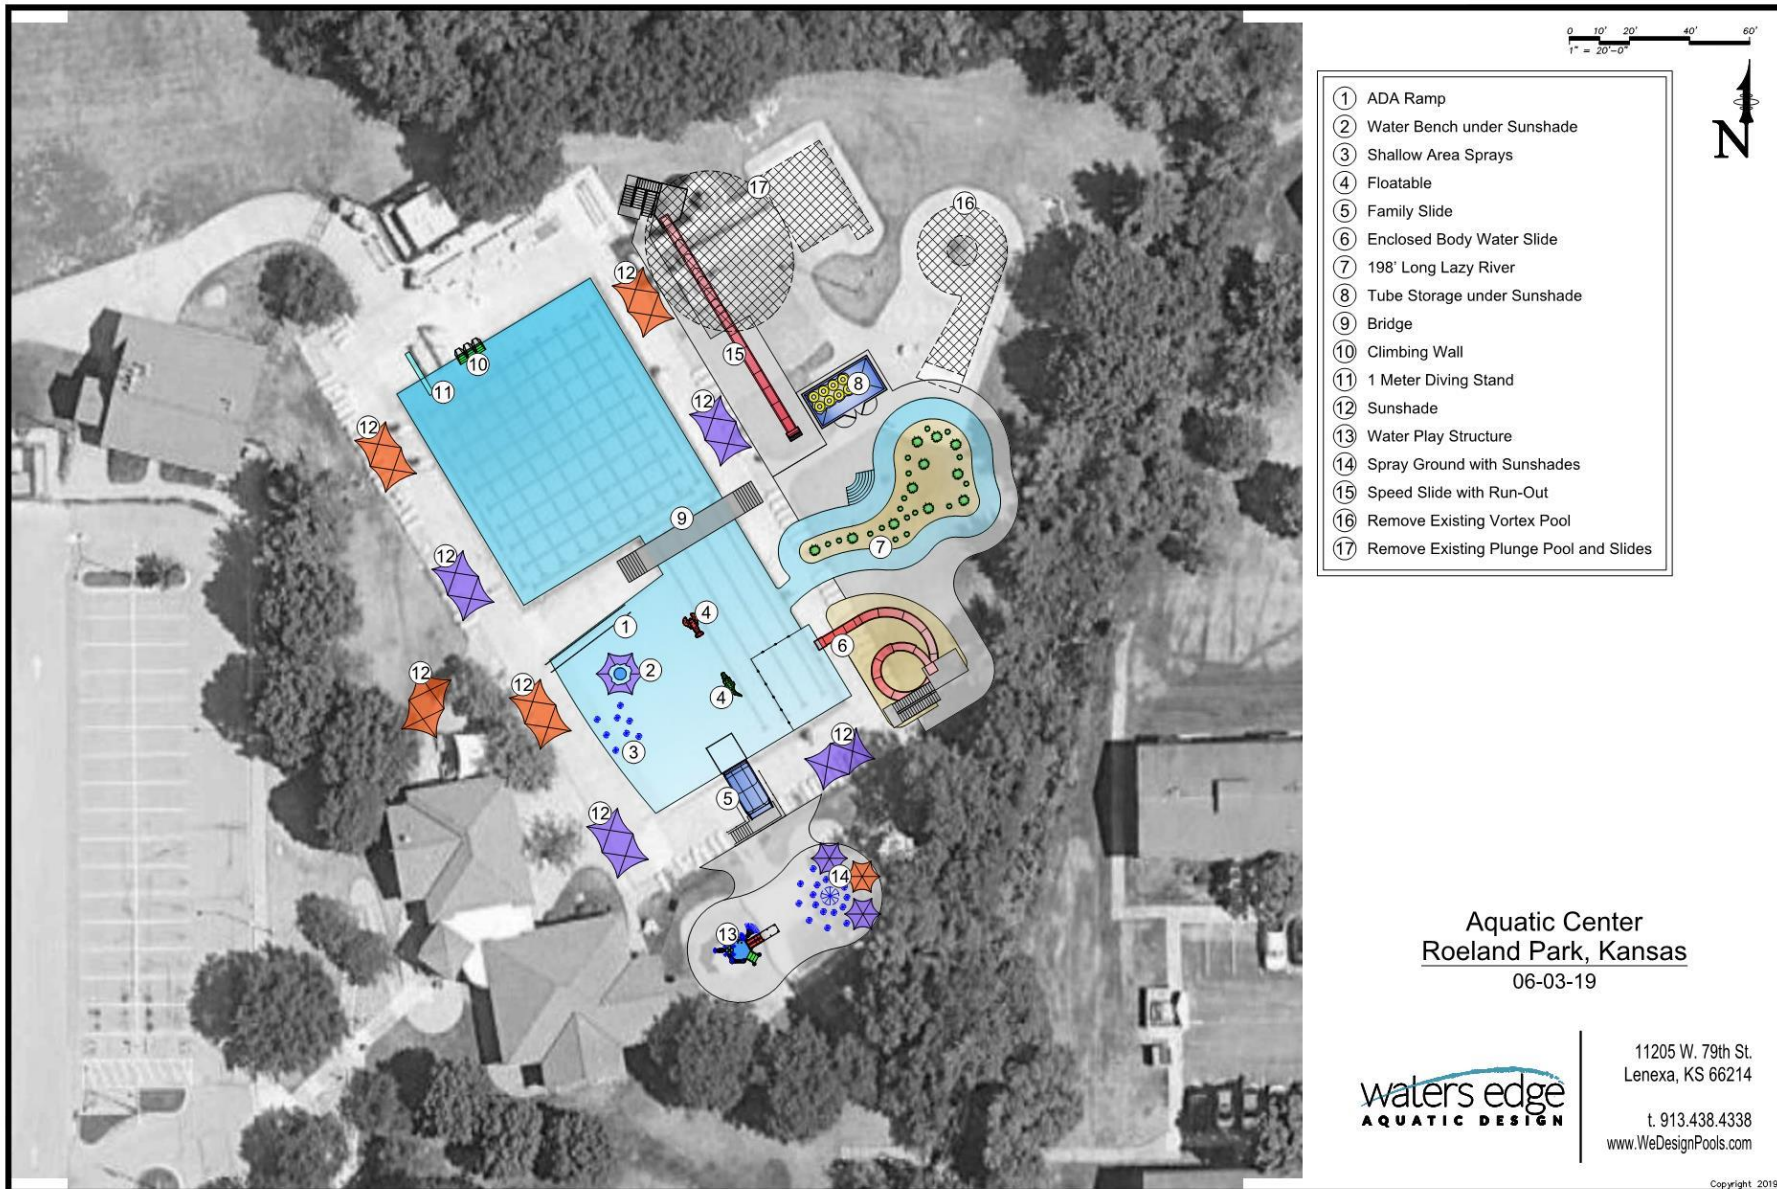 0 10' 20' 40' 60'
1" = 20'-0"
N
1 ADA Ramp
2 Water Bench under Sunshade
3 Shallow Area Sprays
4 Floatable
5 Family Slide
6 Enclosed Body Water Slide
7 198' Long Lazy River
8 Tube Storage under Sunshade
9 Bridge
10 Climbing Wall
11 1 Meter Diving Stand
12 Sunshade
13 Water Play Structure
14 Spray Ground with Sunshades
15 Speed Slide with Run-Out
16 Remove Existing Vortex Pool
17 Remove Existing Plunge Pool and Slides
17
16
12
15
10
11
8
12
12
9
7
12
4
1
6
2
4
12
12
3
12
5
12
14
13
Aquatic Center
Roeland Park, Kansas
06-03-19
waters edge
AQUATIC DESIGN
11205 W. 79th St.
Lenexa, KS 66214
t. 913.438.4338
www.WeDesignPools.com
Copyright 2019